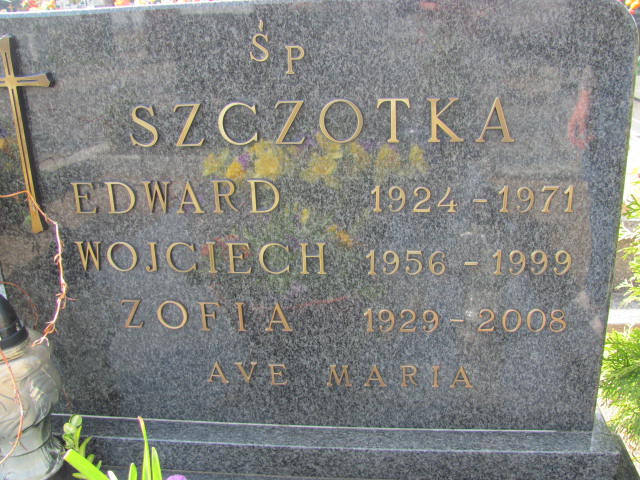 ŚP
SZCZOTKA
EDWARD 1924 - 1971
WOJCIECH 1956 - 1999
ZOFIA 1929 - 2008
AVE MARIA